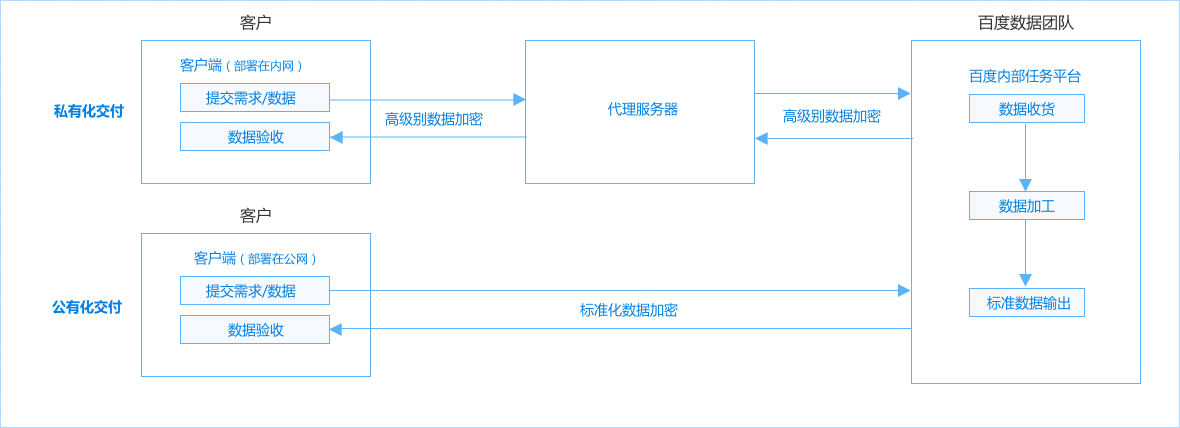 客户
百度数据团队
客户端（部署在内网）
百度内部任务平台
提交需求/数据
数据收货
私有化交付
高级别数据加密
代理服务器
高级别数据加密
数据验收
数据加工
客户
客户端（部署在公网）
提交需求/数据
公有化交付
标准化数据加密
标准数据输出
数据验收